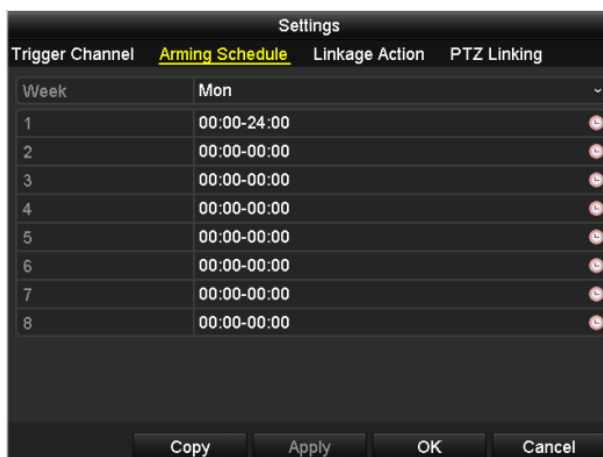 Settings
Trigger Channel Arming Schedule Linkage Action PTZ Linking
Week Mon
1 00:00-24:00
2 00:00-00:00
3 00:00-00:00
4 00:00-00:00
5 00:00-00:00
6 00:00-00:00
7 00:00-00:00
8 00:00-00:00
Copy Apply OK Cancel